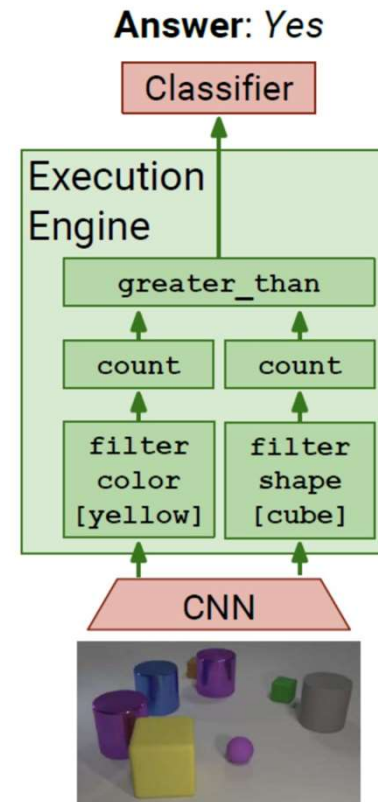 Answer: Yes
Classifier
Execution
Engine
greater_than
count count
filter filter
color shape
[yellow] [cube]
CNN